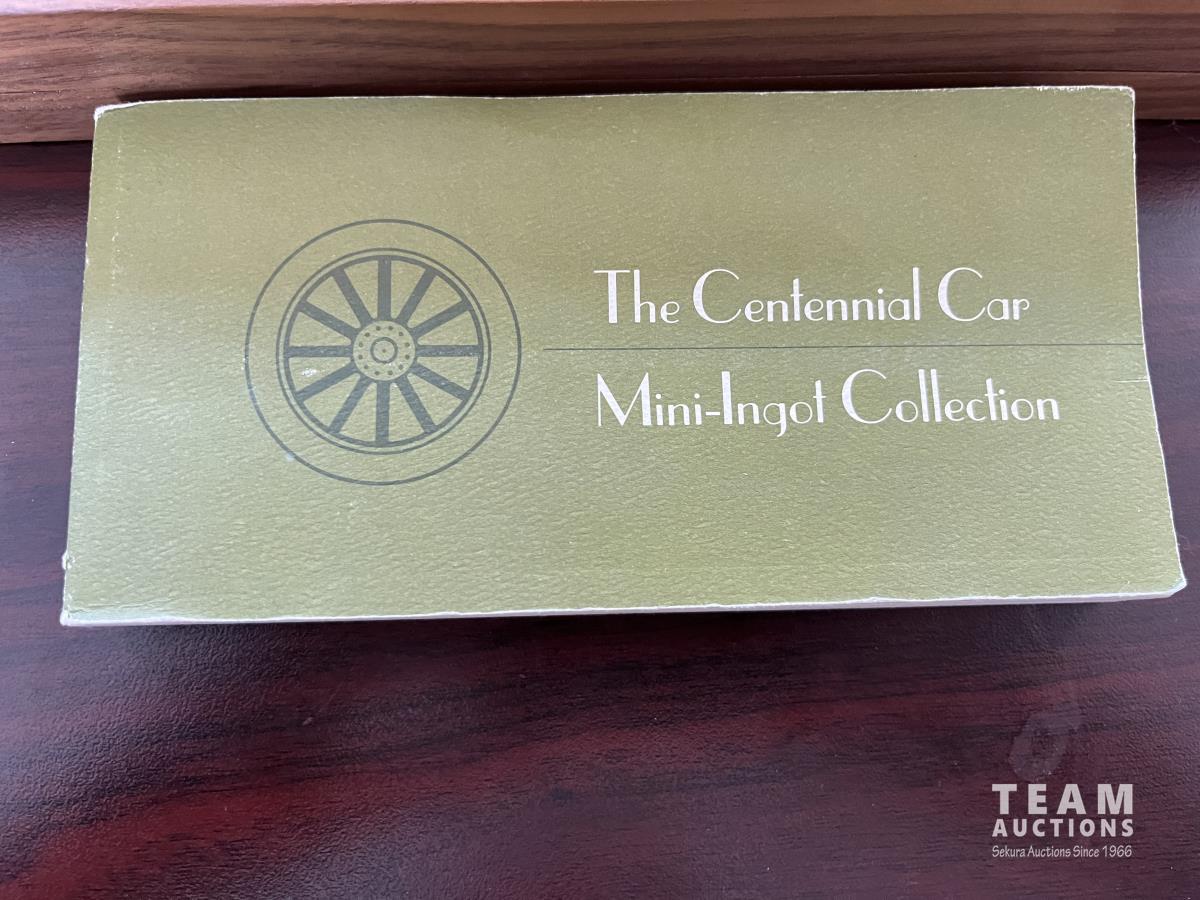 The Centennial Car
Mini-Ingot Collection
TEAM
AUCTIONS
Sekura Auctions Since 1966